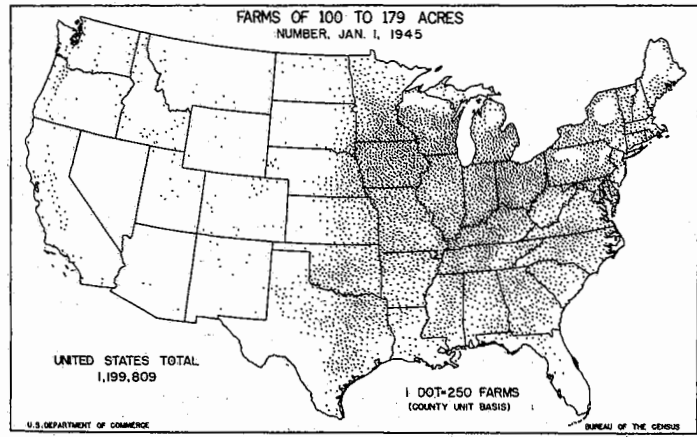 FARMS OF 100 TO 179 ACRES
NUMBER, JAN. 1, 1945
UNITED STATES TOTAL
1,199,809
1 DOT=250 FARMS
(COUNTY UNIT BASIS)
U.S. DEPARTMENT OF COMMERCE
BUREAU OF THE CENSUS